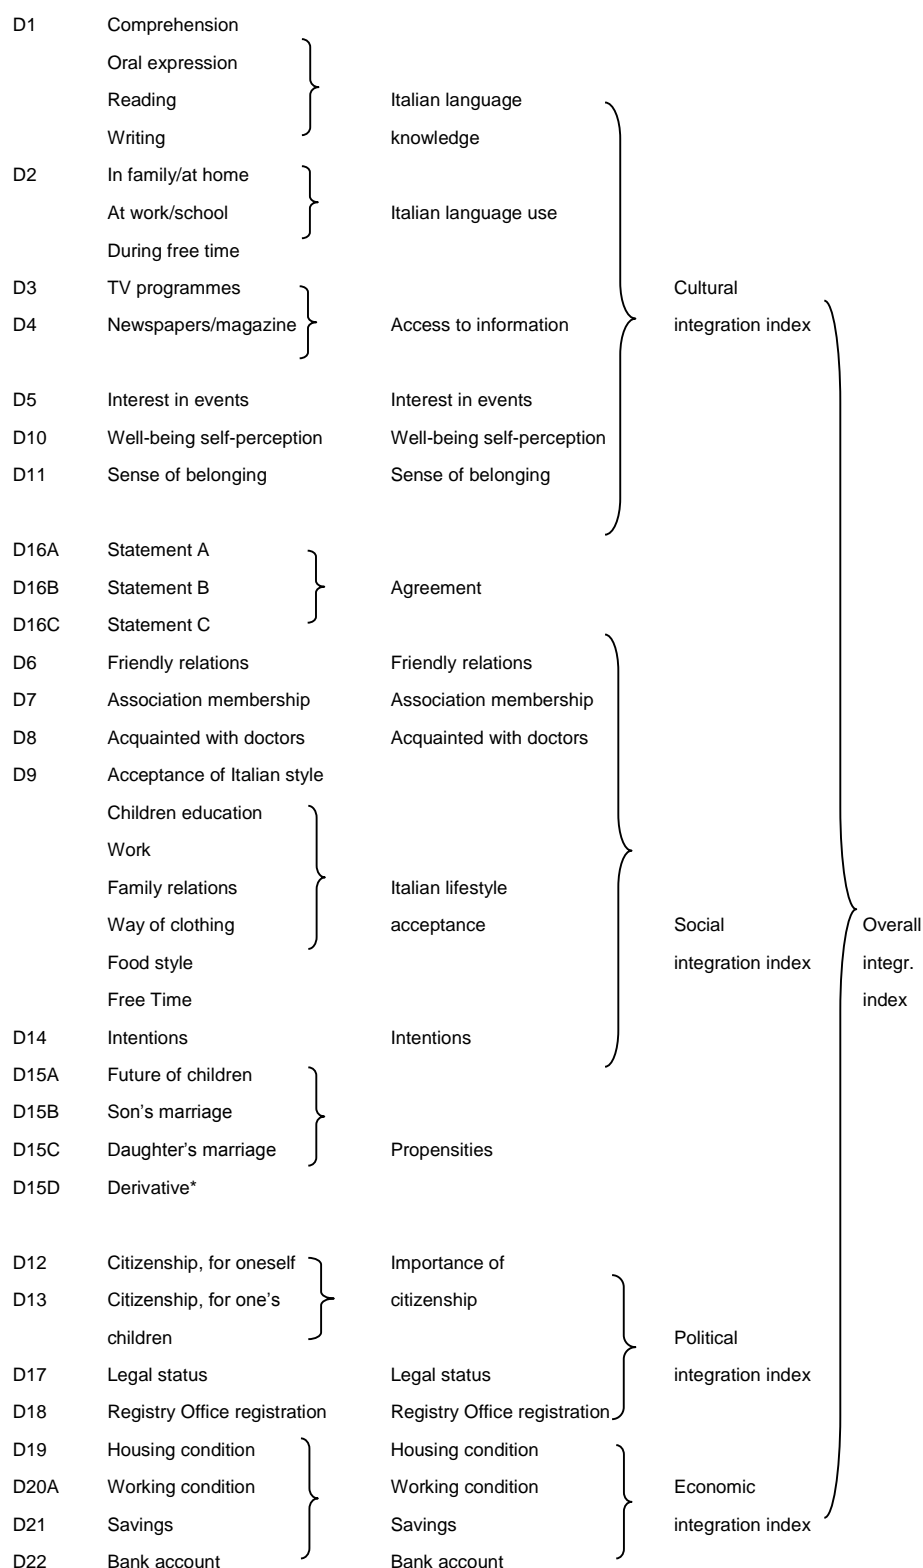 D1 Comprehension
Oral expression
Reading Italian language
Writing knowledge
D2 In family/at home
At work/school Italian language use
During free time
D3 TV programmes Cultural
D4 Newspapers/magazine Access to information integration index
D5 Interest in events Interest in events
D10 Well-being self-perception Well-being self-perception
D11 Sense of belonging Sense of belonging
D16A Statement A
D16B Statement B Agreement
D16C Statement C
D6 Friendly relations Friendly relations
D7 Association membership Association membership
D8 Acquainted with doctors Acquainted with doctors
D9 Acceptance of Italian style
Children education
Work
Family relations Italian lifestyle
Way of clothing acceptance Social Overall
Food style integration index integr.
Free Time index
D14 Intentions Intentions
D15A Future of children
D15B Son's marriage
D15C Daughter's marriage Propensities
D15D Derivative*
D12 Citizenship, for oneself Importance of
D13 Citizenship, for one's citizenship
children Political
D17 Legal status Legal status integration index
D18 Registry Office registration Registry Office registration
D19 Housing condition Housing condition
D20A Working condition Working condition Economic
D21 Savings Savings integration index
D22 Bank account Bank account